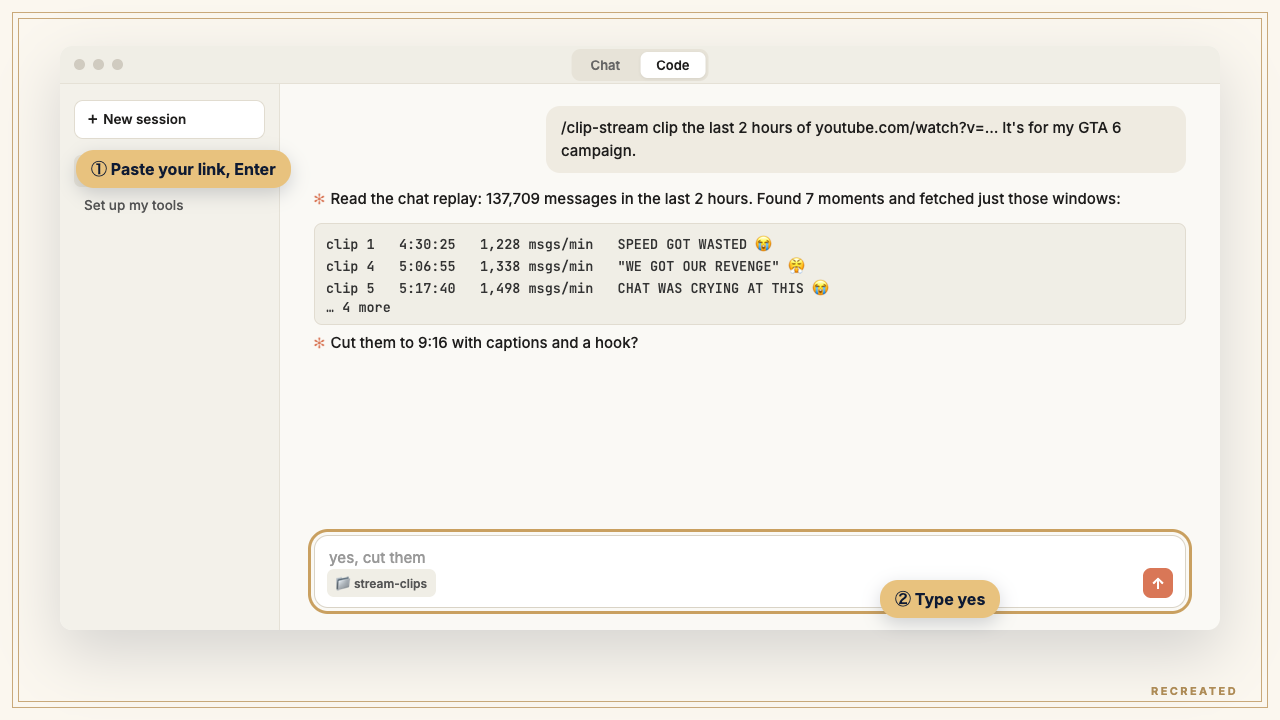 Chat Code
+ New session
① Paste your link, Enter
Set up my tools
/clip-stream clip the last 2 hours of youtube.com/watch?v=... It's for my GTA 6
campaign.
✻ Read the chat replay: 137,709 messages in the last 2 hours. Found 7 moments and fetched just those windows:
clip 1 4:30:25 1,228 msgs/min SPEED GOT WASTED 😭
clip 4 5:06:55 1,338 msgs/min "WE GOT OUR REVENGE" 😤
clip 5 5:17:40 1,498 msgs/min CHAT WAS CRYING AT THIS 😭
… 4 more
✻ Cut them to 9:16 with captions and a hook?
yes, cut them
📁 stream-clips
② Type yes
RECREATED